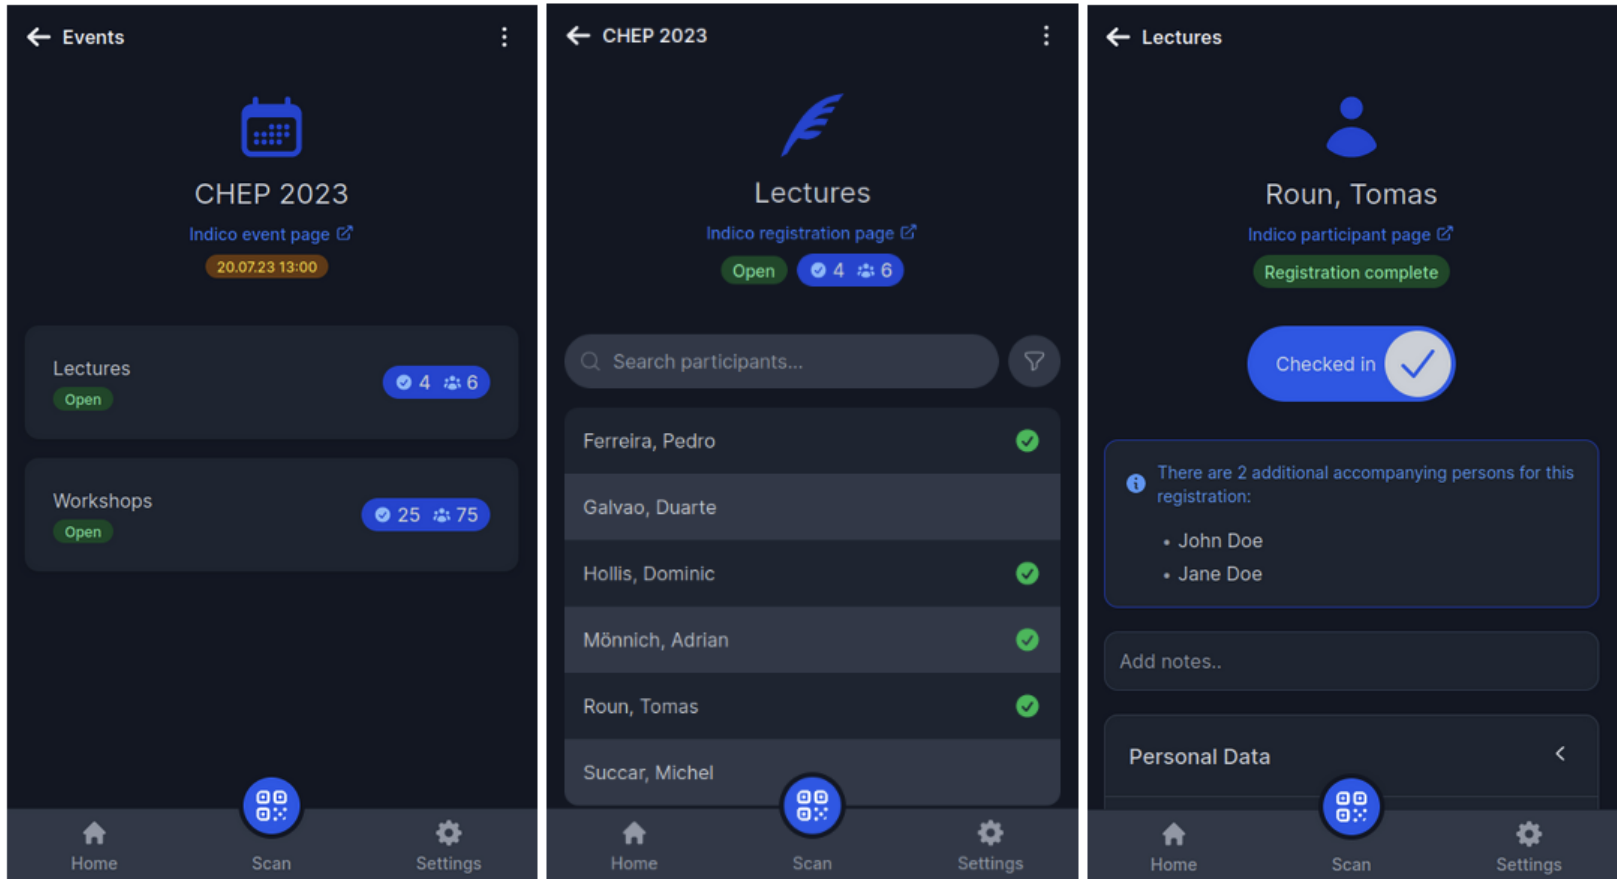 Events
CHEP 2023
Indico event page
20.07.23 13:00
Lectures
Open
4 6
Workshops
Open
25 75
Home
Scan
Settings
CHEP 2023
Lectures
Indico registration page
Open 4 6
Search participants...
Ferreira, Pedro
Galvao, Duarte
Hollis, Dominic
Mönnich, Adrian
Roun, Tomas
Succar, Michel
Home
Scan
Settings
Lectures
Roun, Tomas
Indico participant page
Registration complete
Checked in
There are 2 additional accompanying persons for this
registration:
• John Doe
• Jane Doe
Add notes..
Personal Data
Home
Scan
Settings